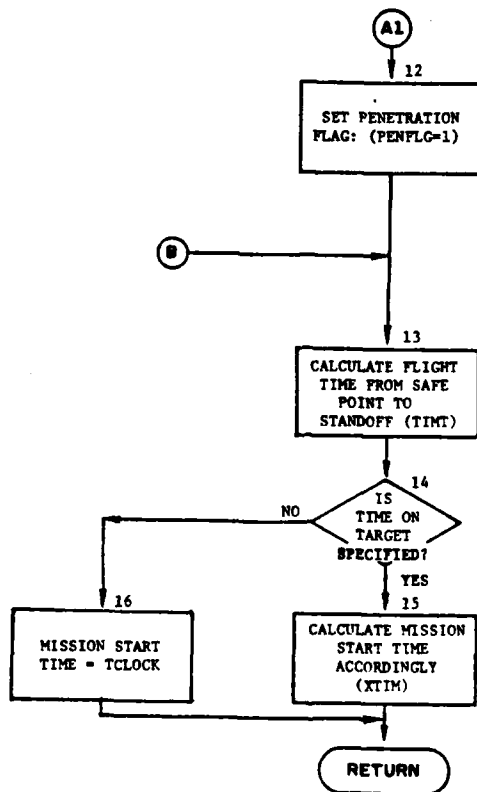 A1
12
SET PENETRATION
FLAG: (PENFLG=1)
B
13
CALCULATE FLIGHT
TIME FROM SAFE
POINT TO
STANDOFF (TIMT)
14
IS
TIME ON
TARGET
SPECIFIED?
NO
YES
16
MISSION START
TIME = TCLOCK
15
CALCULATE MISSION
START TIME
ACCORDINGLY
(XTIM)
RETURN